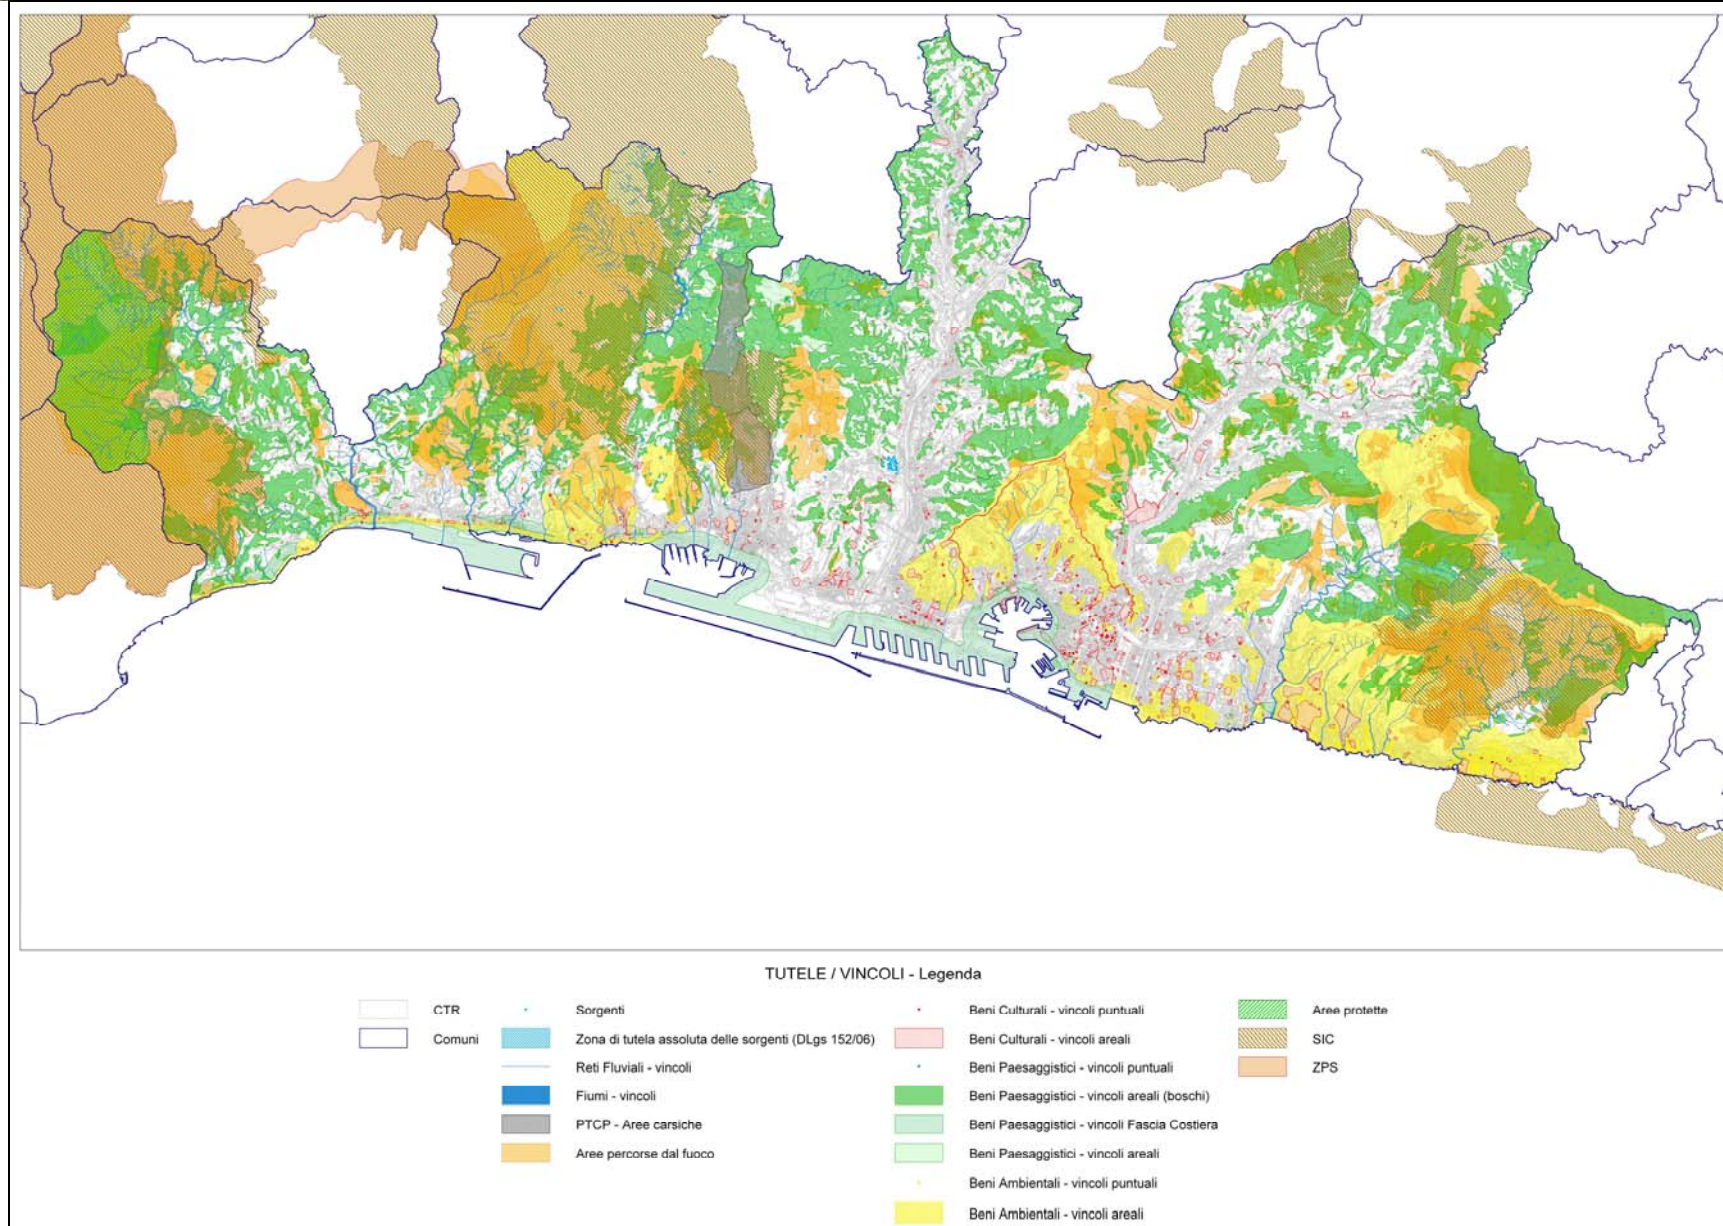 TUTELE / VINCOLI - Legenda
CTR
Comuni
Sorgenti
Zona di tutela assoluta delle sorgenti (DLgs 152/06)
Reti Fluviali - vincoli
Fiumi - vincoli
PTCP - Aree carsiche
Aree percorse dal fuoco
Beni Culturali - vincoli puntuali
Beni Culturali - vincoli areali
Beni Paesaggistici - vincoli puntuali
Beni Paesaggistici - vincoli areali (boschi)
Beni Paesaggistici - vincoli Fascia Costiera
Beni Paesaggistici - vincoli areali
Beni Ambientali - vincoli puntuali
Beni Ambientali - vincoli areali
Aree protette
SIC
ZPS